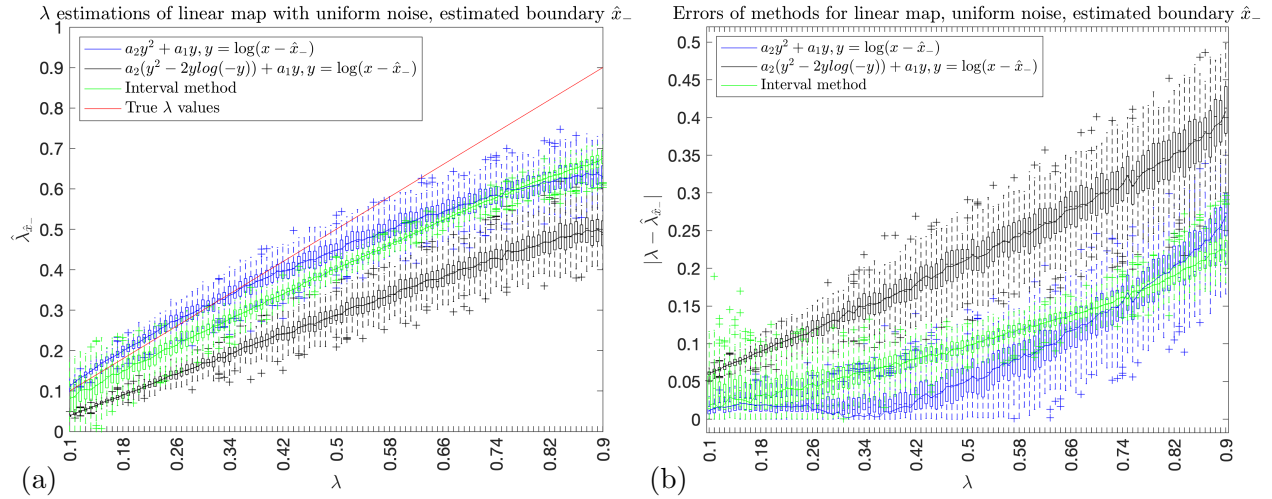 λ estimations of linear map with uniform noise, estimated boundary x̂₋
1
0.9
0.8
0.7
0.6
0.5
0.4
0.3
0.2
0.1
0
λ̂_x̂₋
a₂y² + a₁y, y = log(x − x̂₋)
a₂(y² − 2ylog(−y)) + a₁y, y = log(x − x̂₋)
Interval method
True λ values
0.1 0.18 0.26 0.34 0.42 0.5 0.58 0.66 0.74 0.82 0.9
λ
(a)
Errors of methods for linear map, uniform noise, estimated boundary x̂₋
0.5
0.45
0.4
0.35
0.3
0.25
0.2
0.15
0.1
0.05
0
|λ − λ̂_x̂₋|
a₂y² + a₁y, y = log(x − x̂₋)
a₂(y² − 2ylog(−y)) + a₁y, y = log(x − x̂₋)
Interval method
0.1 0.18 0.26 0.34 0.42 0.5 0.58 0.66 0.74 0.82 0.9
λ
(b)